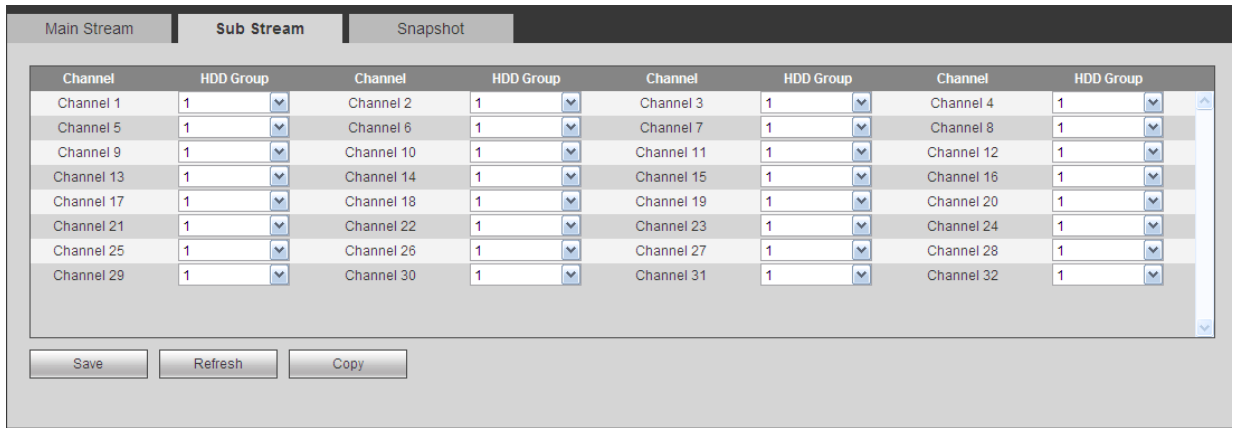 Main Stream Sub Stream Snapshot
Channel HDD Group Channel HDD Group Channel HDD Group Channel HDD Group
Channel 1 1 Channel 2 1 Channel 3 1 Channel 4 1
Channel 5 1 Channel 6 1 Channel 7 1 Channel 8 1
Channel 9 1 Channel 10 1 Channel 11 1 Channel 12 1
Channel 13 1 Channel 14 1 Channel 15 1 Channel 16 1
Channel 17 1 Channel 18 1 Channel 19 1 Channel 20 1
Channel 21 1 Channel 22 1 Channel 23 1 Channel 24 1
Channel 25 1 Channel 26 1 Channel 27 1 Channel 28 1
Channel 29 1 Channel 30 1 Channel 31 1 Channel 32 1
Save Refresh Copy